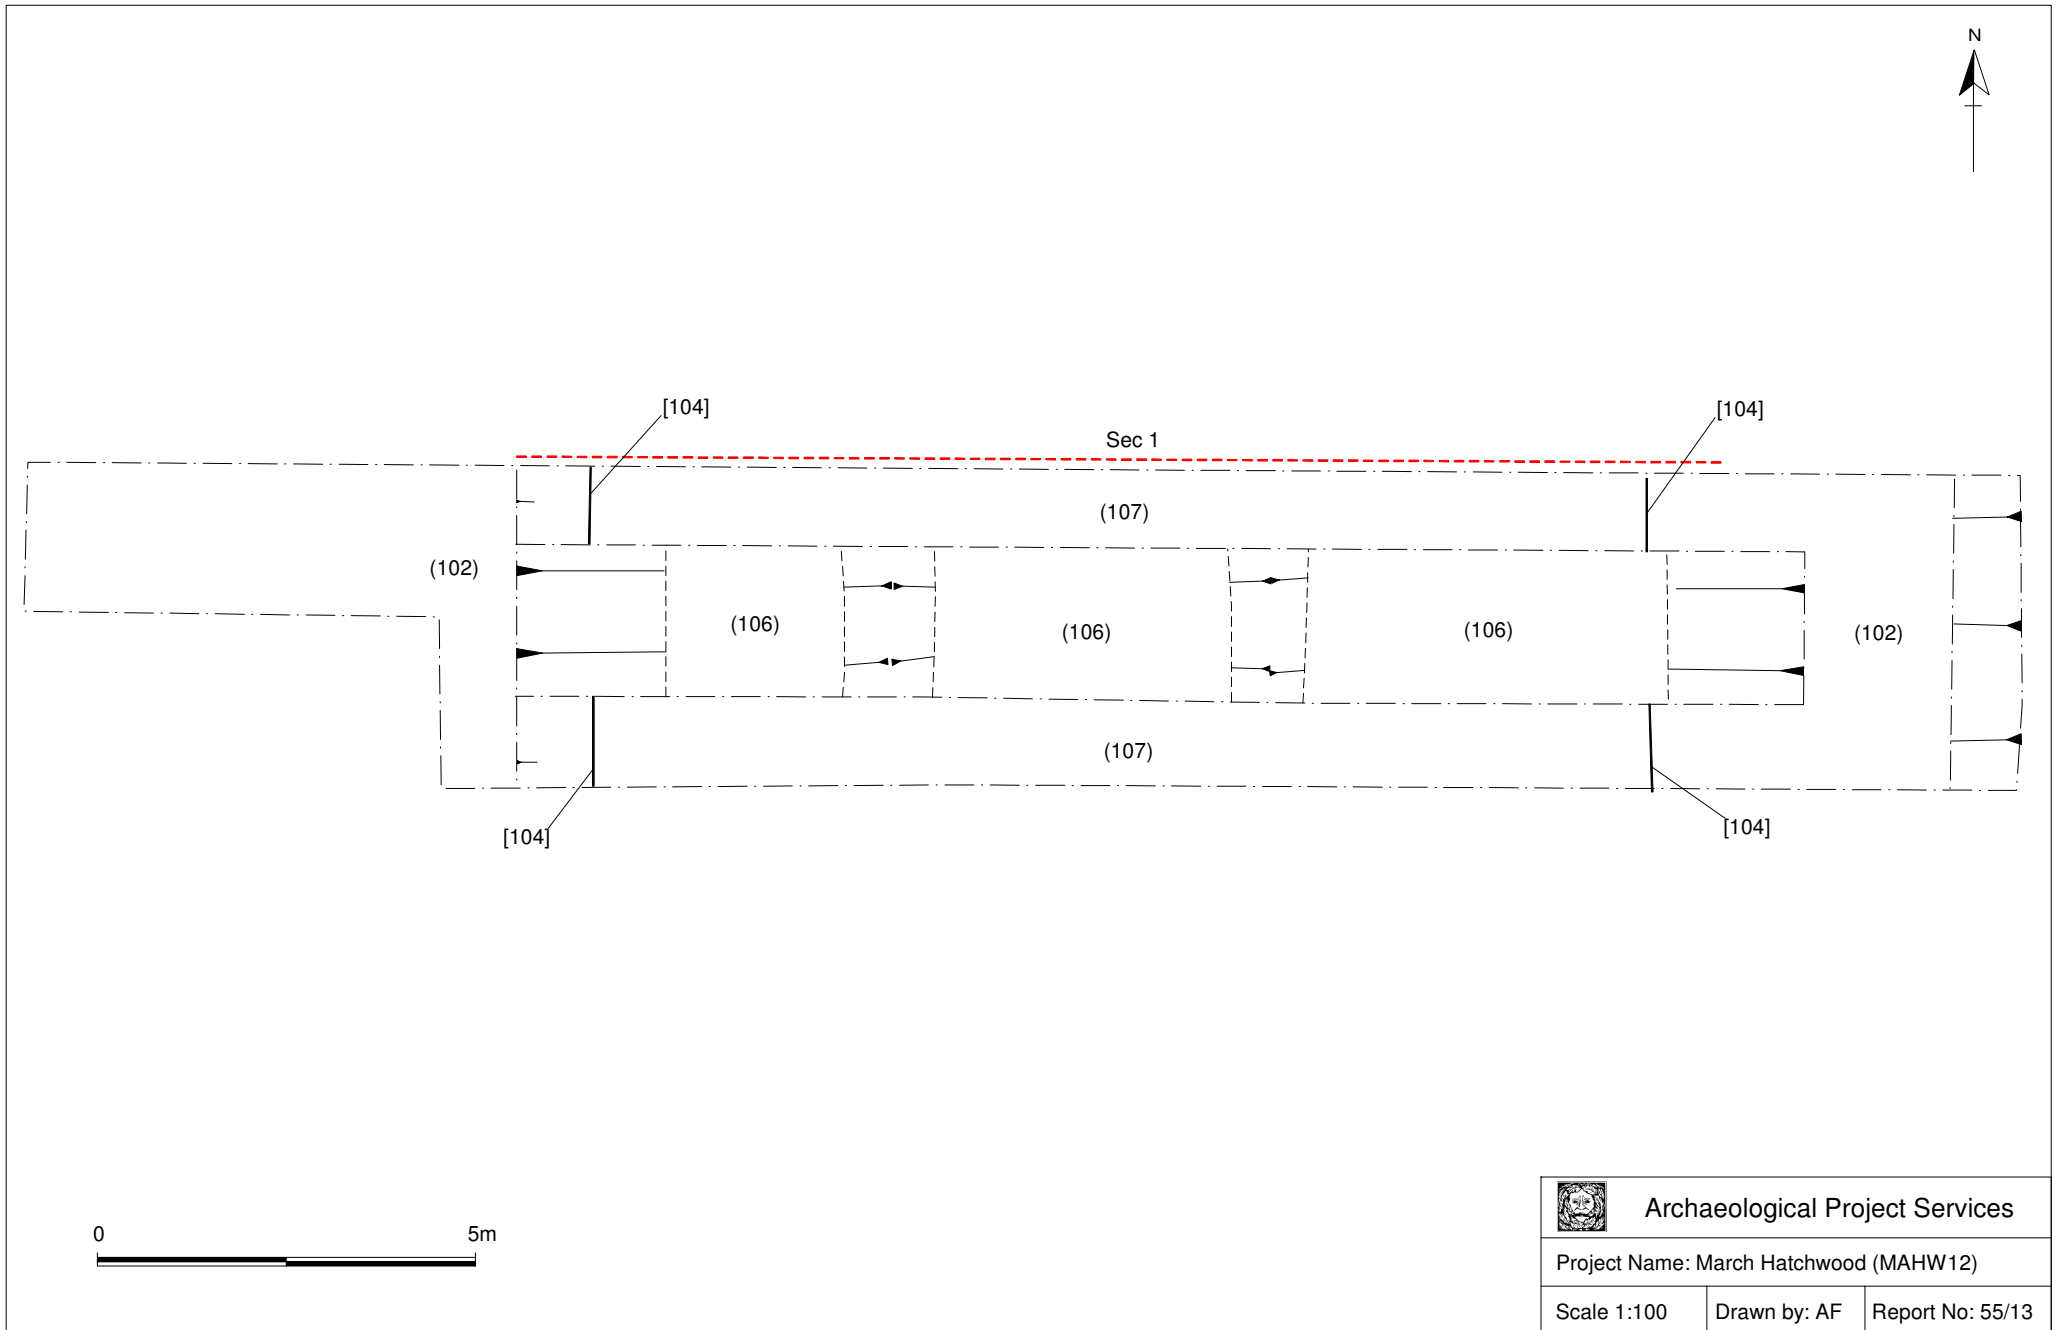 N
[104]
[104]
Sec 1
(107)
(102)
(106)
(106)
(106)
(102)
(107)
[104]
[104]
0 5m
Archaeological Project Services
Project Name: March Hatchwood (MAHW12)
Scale 1:100 Drawn by: AF Report No: 55/13